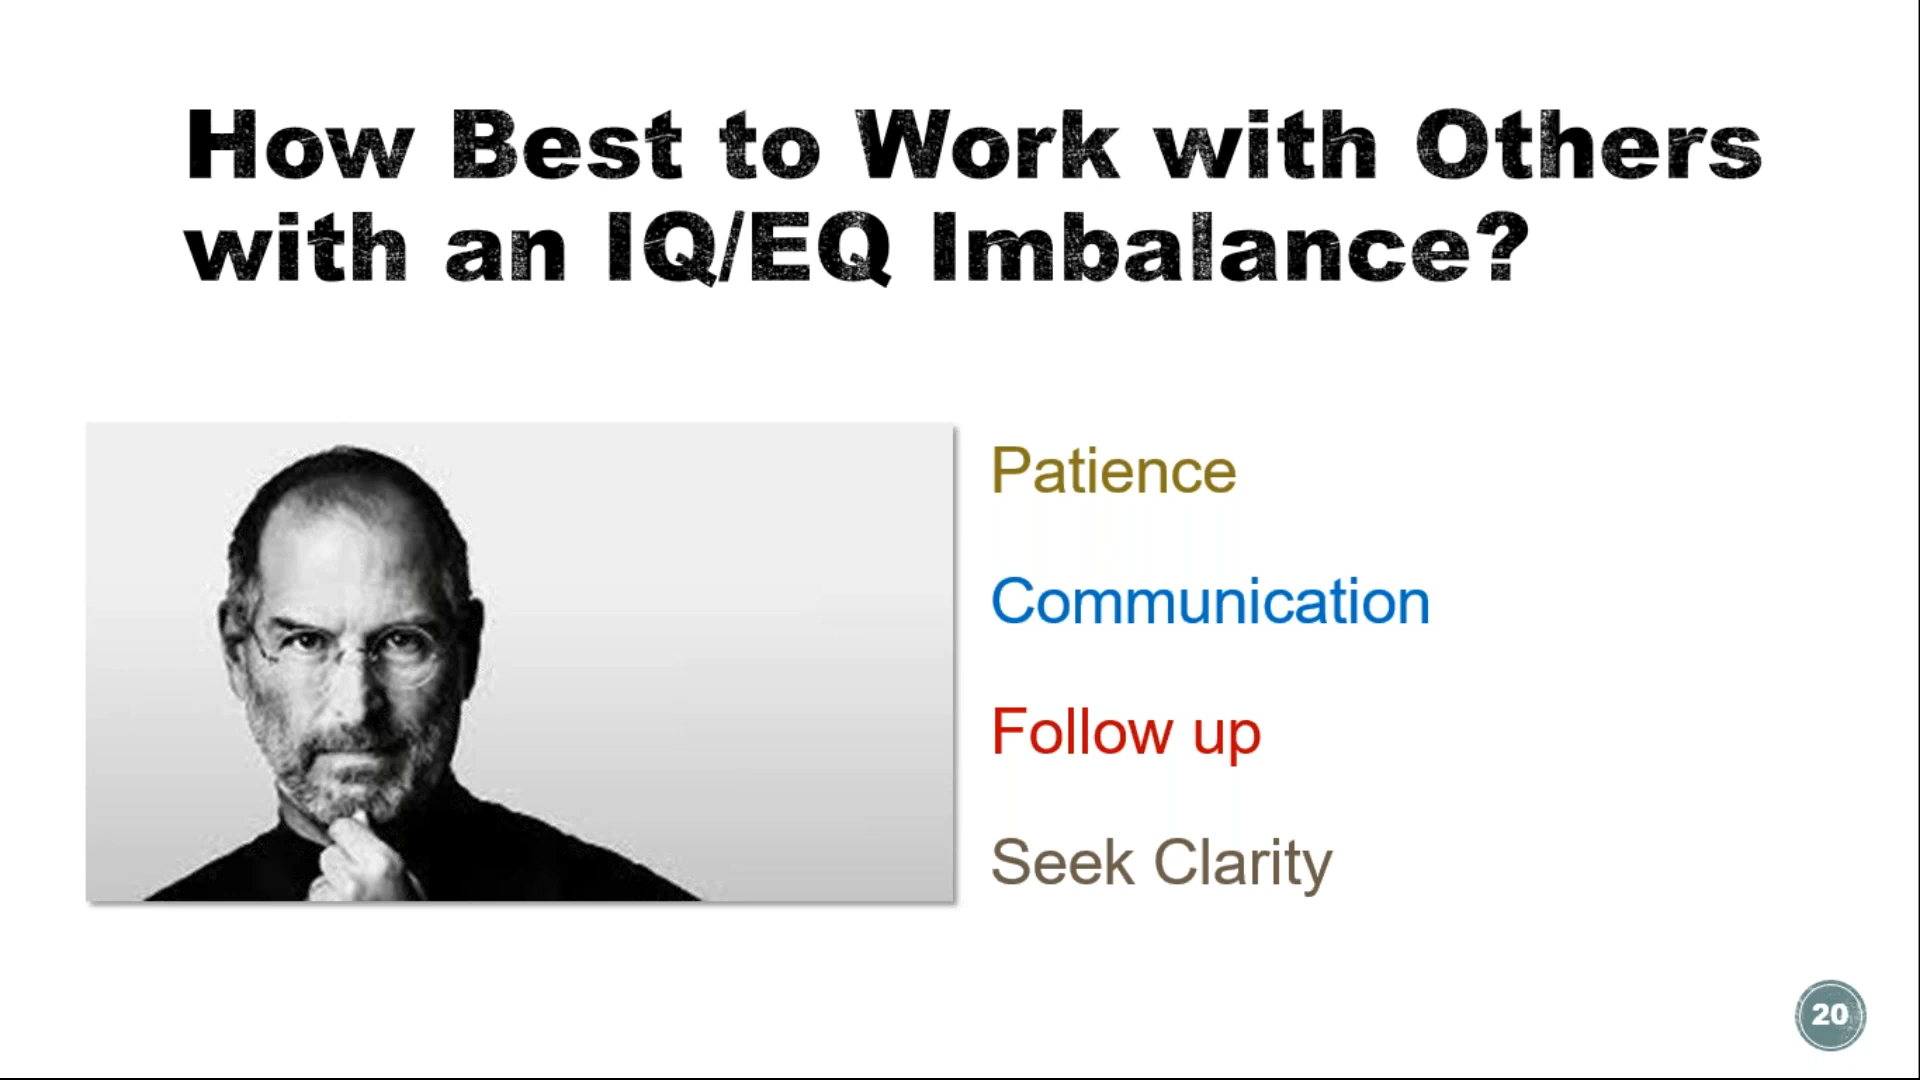 How Best to Work with Others
with an IQ/EQ Imbalance?
Patience
Communication
Follow up
Seek Clarity
20